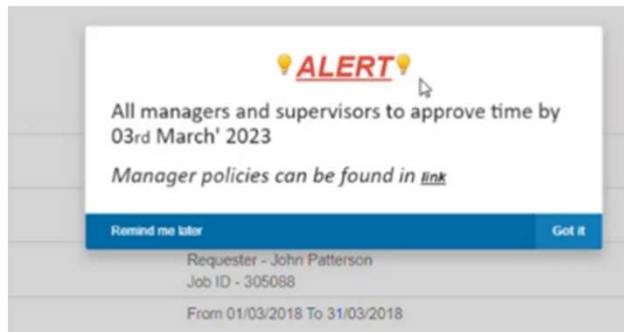 ALERT
All managers and supervisors to approve time by
03rd March' 2023
Manager policies can be found in link
Remind me later
Got it
Requester - John Patterson
Job ID - 305088
From 01/03/2018 To 31/03/2018